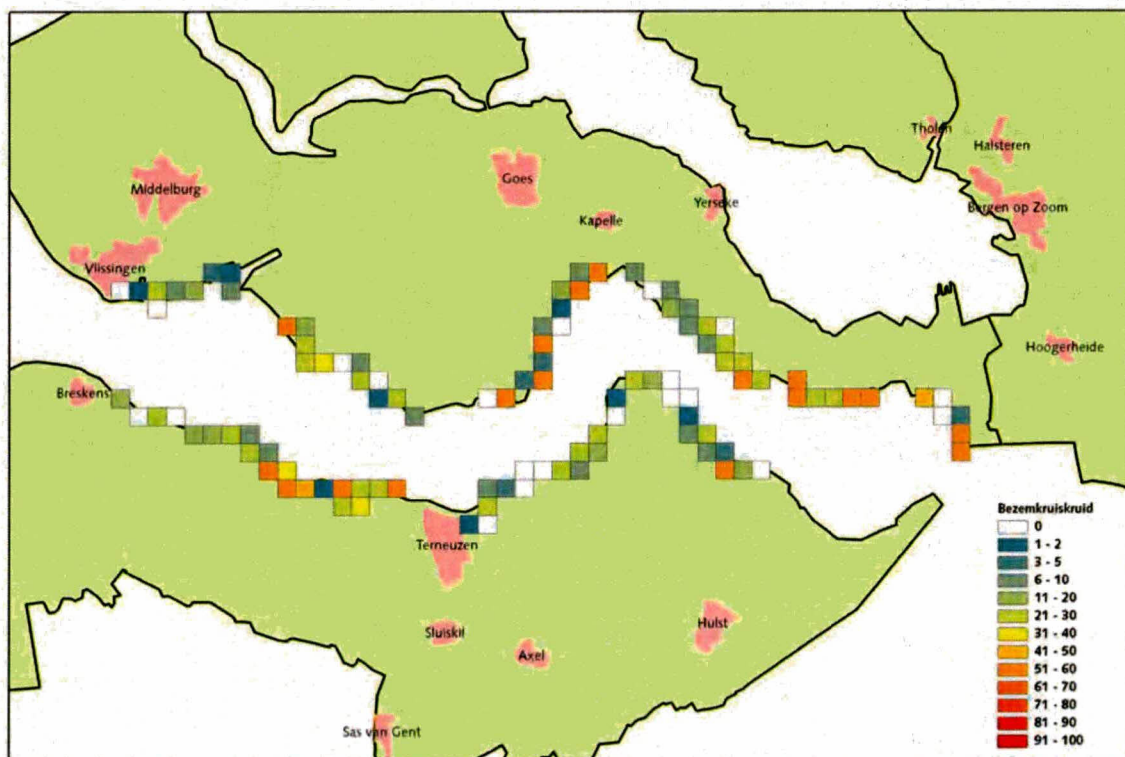 Tholen
Halsteren
Middelburg
Goes
Yerseke
Bergen op Zoom
Kapelle
Vlissingen
Hoogerheide
Breskens
Bezemkruiskruid
0
1 - 2
3 - 5
6 - 10
11 - 20
21 - 30
31 - 40
41 - 50
51 - 60
61 - 70
71 - 80
81 - 90
91 - 100
Terneuzen
Sluiskil
Hulst
Axel
Sas van Gent